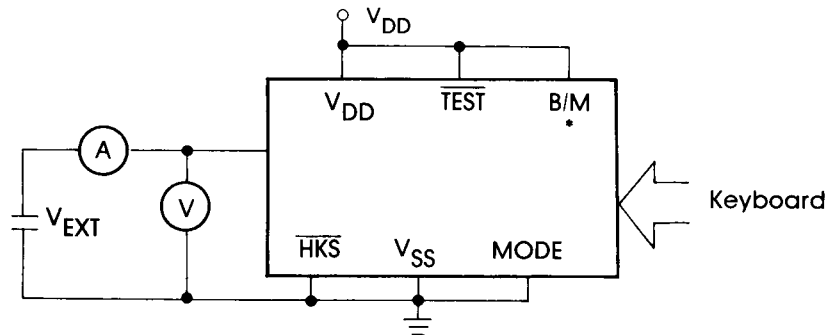 V_DD
V_DD TEST B/M
*
A
V
V_EXT
Keyboard
HKS V_SS MODE